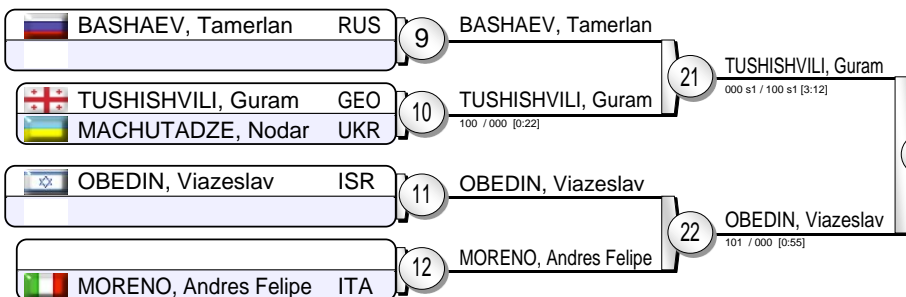 BASHAEV, Tamerlan RUS
9
BASHAEV, Tamerlan
TUSHISHVILI, Guram GEO
MACHUTADZE, Nodar UKR
10
TUSHISHVILI, Guram
100 / 000 [0:22]
21
TUSHISHVILI, Guram
000 s1 / 100 s1 [3:12]
OBEDIN, Viazeslav ISR
11
OBEDIN, Viazeslav
MORENO, Andres Felipe ITA
12
MORENO, Andres Felipe
22
OBEDIN, Viazeslav
101 / 000 [0:55]